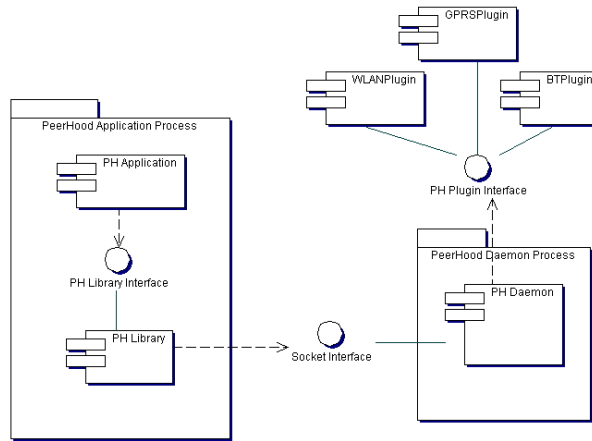 GPRSPlugin
WLANPlugin
BTPlugin
PeerHood Application Process
PH Application
PH Plugin Interface
PeerHood Daemon Process
PH Library Interface
PH Daemon
PH Library
Socket Interface